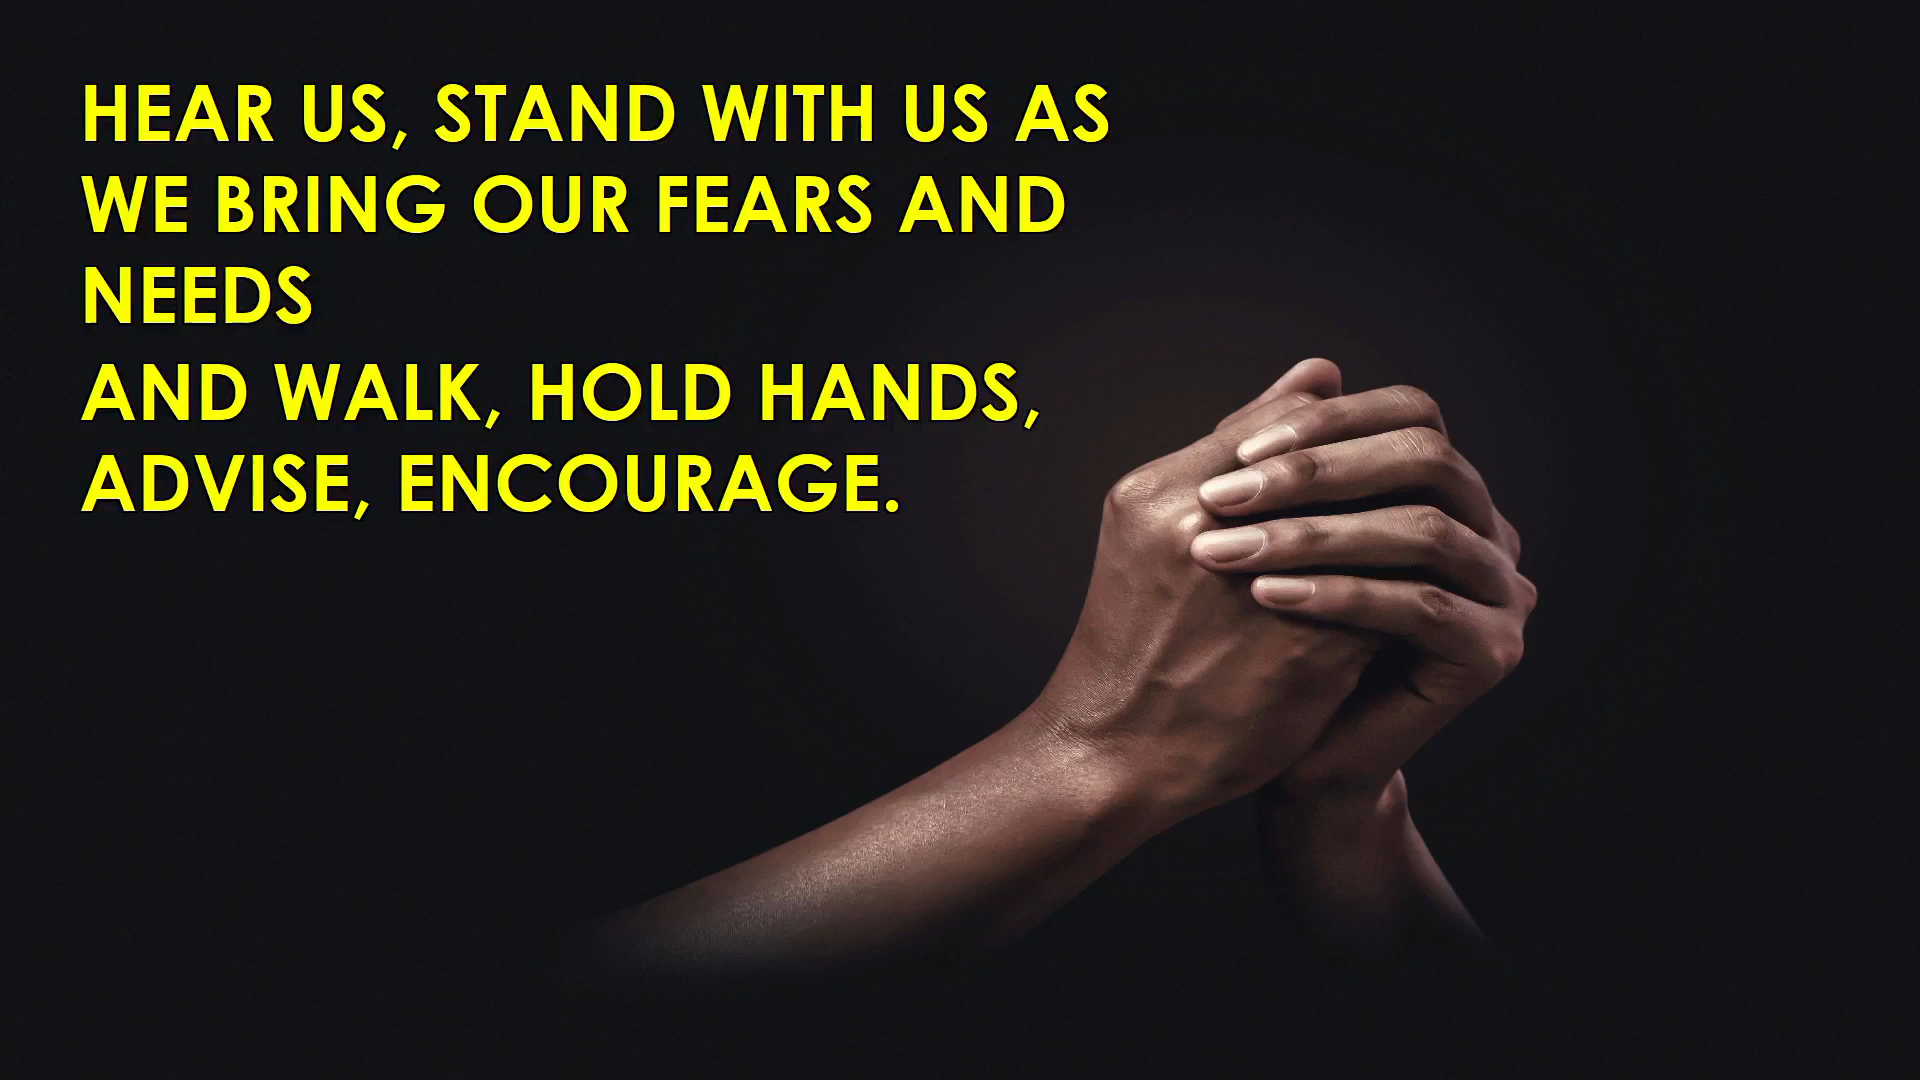 HEAR US, STAND WITH US AS
WE BRING OUR FEARS AND
NEEDS
AND WALK, HOLD HANDS,
ADVISE, ENCOURAGE.